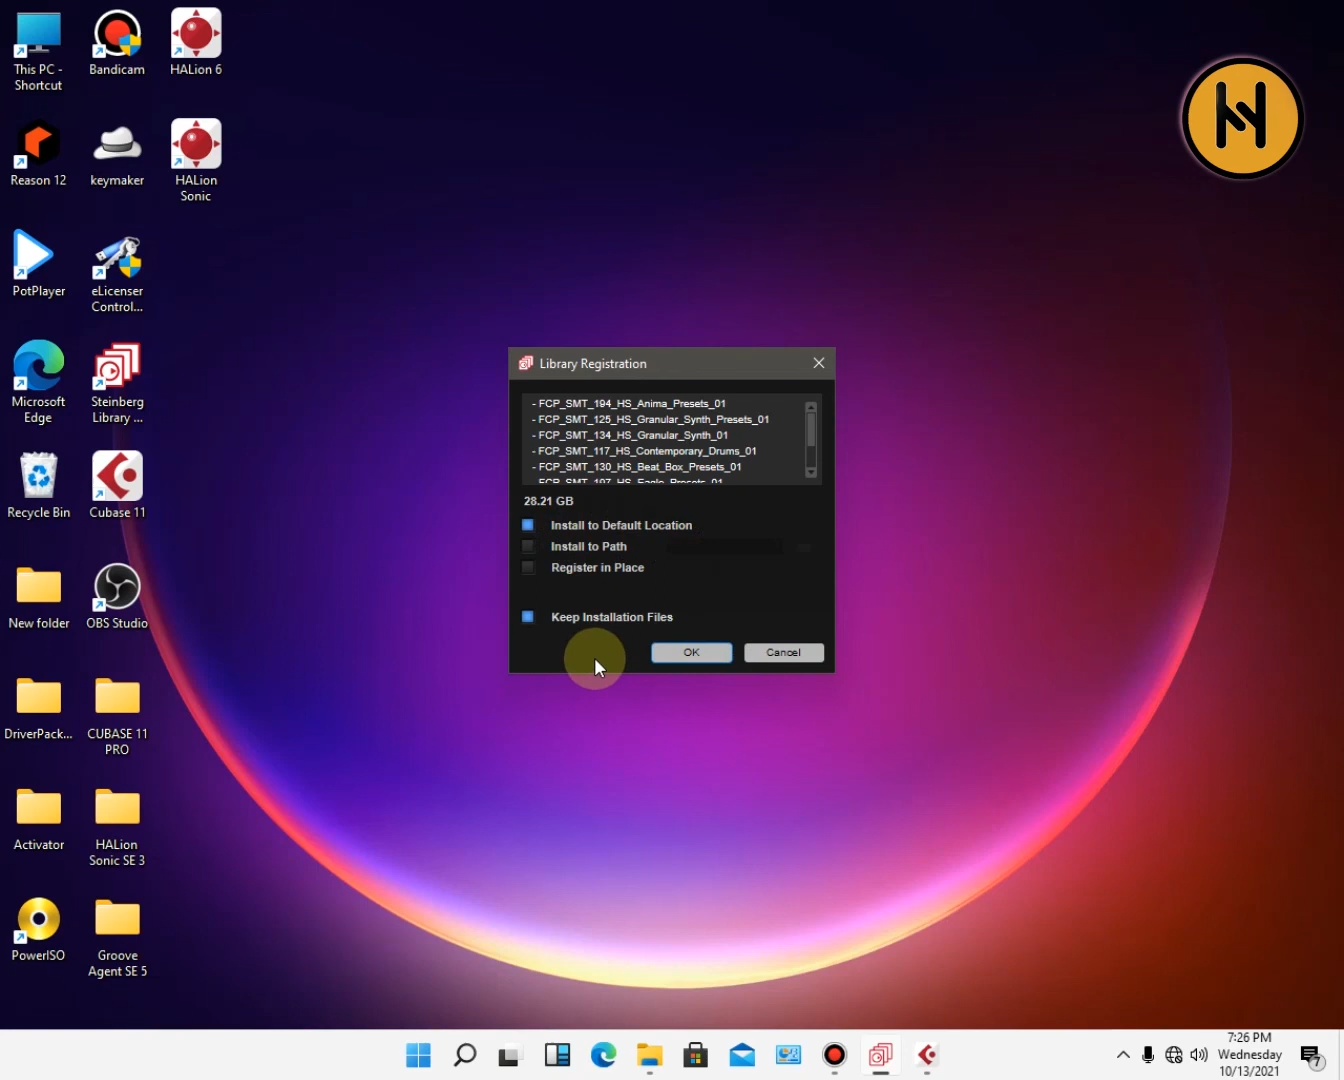 This PC -
Shortcut
Bandicam
HALion 6
Reason 12
keymaker
HALion
Sonic
PotPlayer
eLicenser
Control...
Microsoft
Edge
Steinberg
Library ...
Recycle Bin
Cubase 11
New folder
OBS Studio
DriverPack...
CUBASE 11
PRO
Activator
HALion
Sonic SE 3
PowerISO
Groove
Agent SE 5
Library Registration
- FCP_SMT_194_HS_Anima_Presets_01
- FCP_SMT_125_HS_Granular_Synth_Presets_01
- FCP_SMT_134_HS_Granular_Synth_01
- FCP_SMT_117_HS_Contemporary_Drums_01
- FCP_SMT_130_HS_Beat_Box_Presets_01
28.21 GB
Install to Default Location
Install to Path
Register in Place
Keep Installation Files
OK
Cancel
7:26 PM
Wednesday
10/13/2021
7